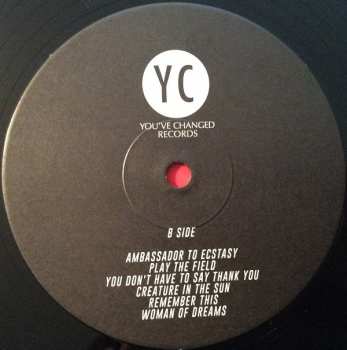 YC
YOU'VE CHANGED
RECORDS
B SIDE
AMBASSADOR TO ECSTASY
PLAY THE FIELD
YOU DON'T HAVE TO SAY THANK YOU
CREATURE IN THE SUN
REMEMBER THIS
WOMAN OF DREAMS